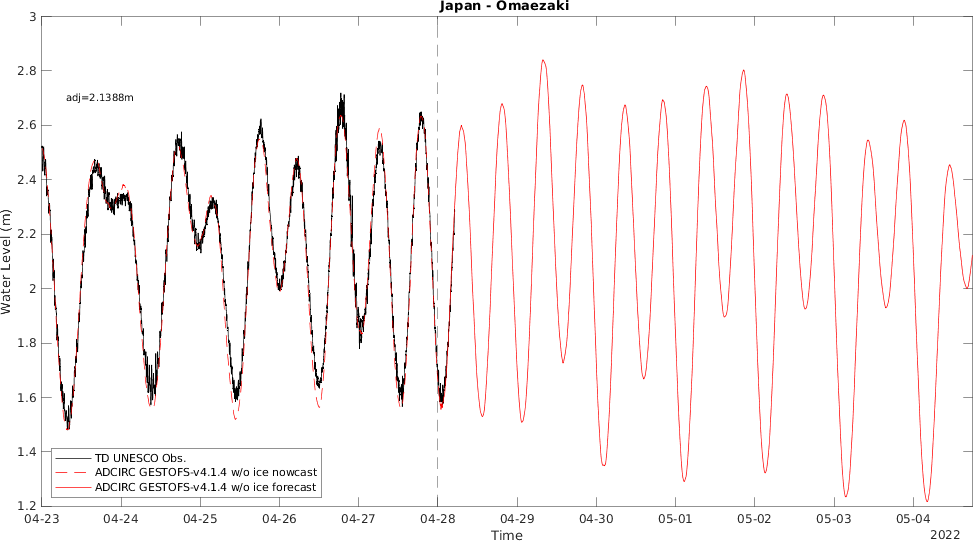 Japan - Omaezaki
3
2.8
adj=2.1388m
2.6
2.4
2.2
Water Level (m)
2
1.8
1.6
1.4
1.2
TD UNESCO Obs.
ADCIRC GESTOFS-v4.1.4 w/o ice nowcast
ADCIRC GESTOFS-v4.1.4 w/o ice forecast
04-23 04-24 04-25 04-26 04-27 04-28 04-29 04-30 05-01 05-02 05-03 05-04
Time
2022